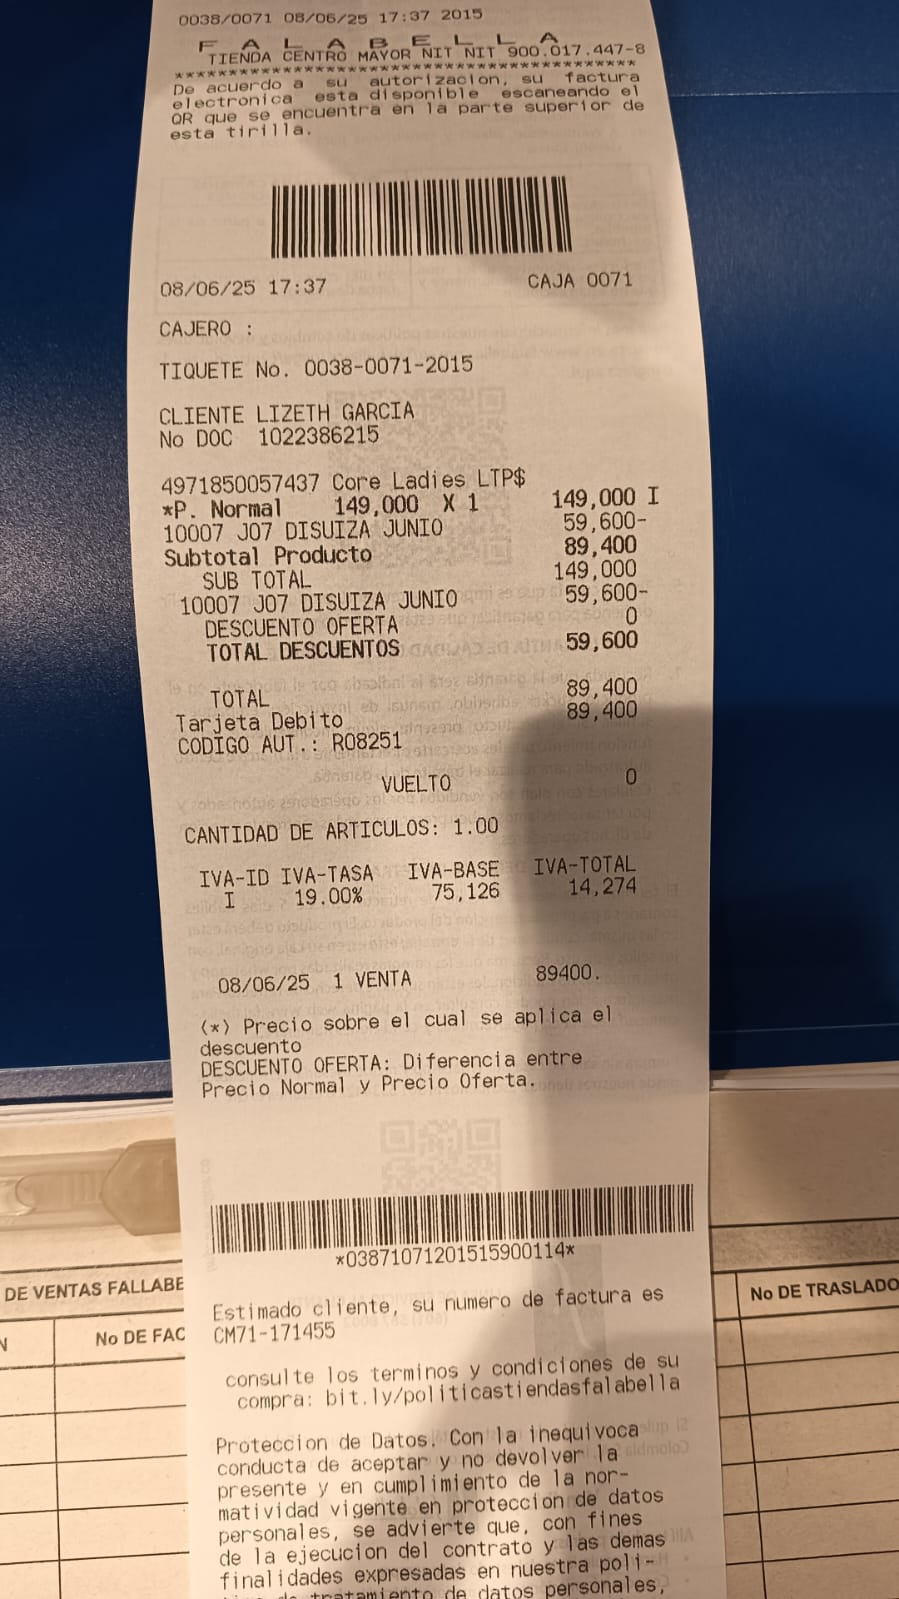 0038/0071 08/06/25 17:37 2015
F A L A B E L L A
TIENDA CENTRO MAYOR NIT NIT 900.017.447-8
******************************************
De acuerdo a su autorizacion, su factura
electronica esta disponible escaneando el
QR que se encuentra en la parte superior de
esta tirilla.
08/06/25 17:37 CAJA 0071
CAJERO :
TIQUETE No. 0038-0071-2015
CLIENTE LIZETH GARCIA
No DOC 1022386215
4971850057437 Core Ladies LTP$
*P. Normal 149,000 X 1 149,000 I
10007 J07 DISUIZA JUNIO 59,600-
Subtotal Producto 89,400
SUB TOTAL 149,000
10007 J07 DISUIZA JUNIO 59,600-
DESCUENTO OFERTA 0
TOTAL DESCUENTOS 59,600
TOTAL 89,400
Tarjeta Debito 89,400
CODIGO AUT.: R08251
VUELTO 0
CANTIDAD DE ARTICULOS: 1.00
IVA-ID IVA-TASA IVA-BASE IVA-TOTAL
I 19.00% 75,126 14,274
08/06/25 1 VENTA 89400.
(*) Precio sobre el cual se aplica el
descuento
DESCUENTO OFERTA: Diferencia entre
Precio Normal y Precio Oferta.
*03871071201515900114*
DE VENTAS FALLABE
No DE TRASLADO
No DE FAC
Estimado cliente, su numero de factura es
CM71-171455
consulte los terminos y condiciones de su
compra: bit.ly/politicastiendasfalabella
Proteccion de Datos. Con la inequivoca
conducta de aceptar y no devolver la
presente y en cumplimiento de la nor-
matividad vigente en proteccion de datos
personales, se advierte que, con fines
de la ejecucion del contrato y las demas
finalidades expresadas en nuestra poli-
tratamiento de datos personales,